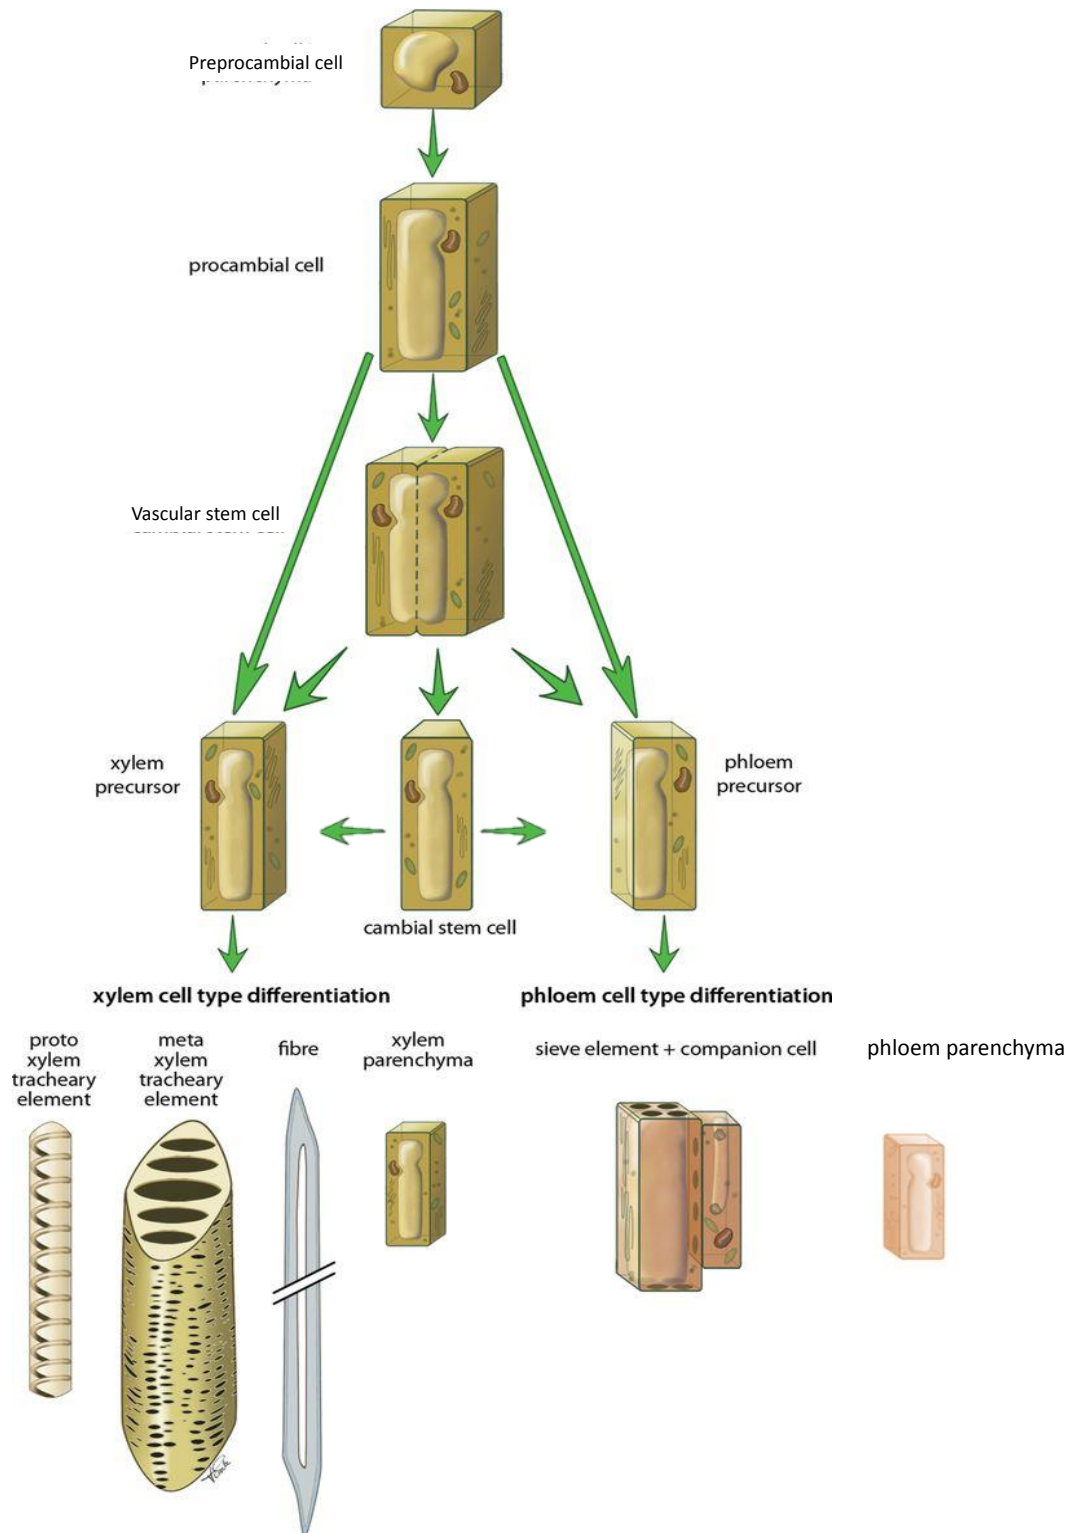 Preprocambial cell
procambial cell
Vascular stem cell
xylem
precursor
phloem
precursor
cambial stem cell
xylem cell type differentiation
phloem cell type differentiation
proto
xylem
tracheary
element
meta
xylem
tracheary
element
fibre
xylem
parenchyma
sieve element + companion cell
phloem parenchyma